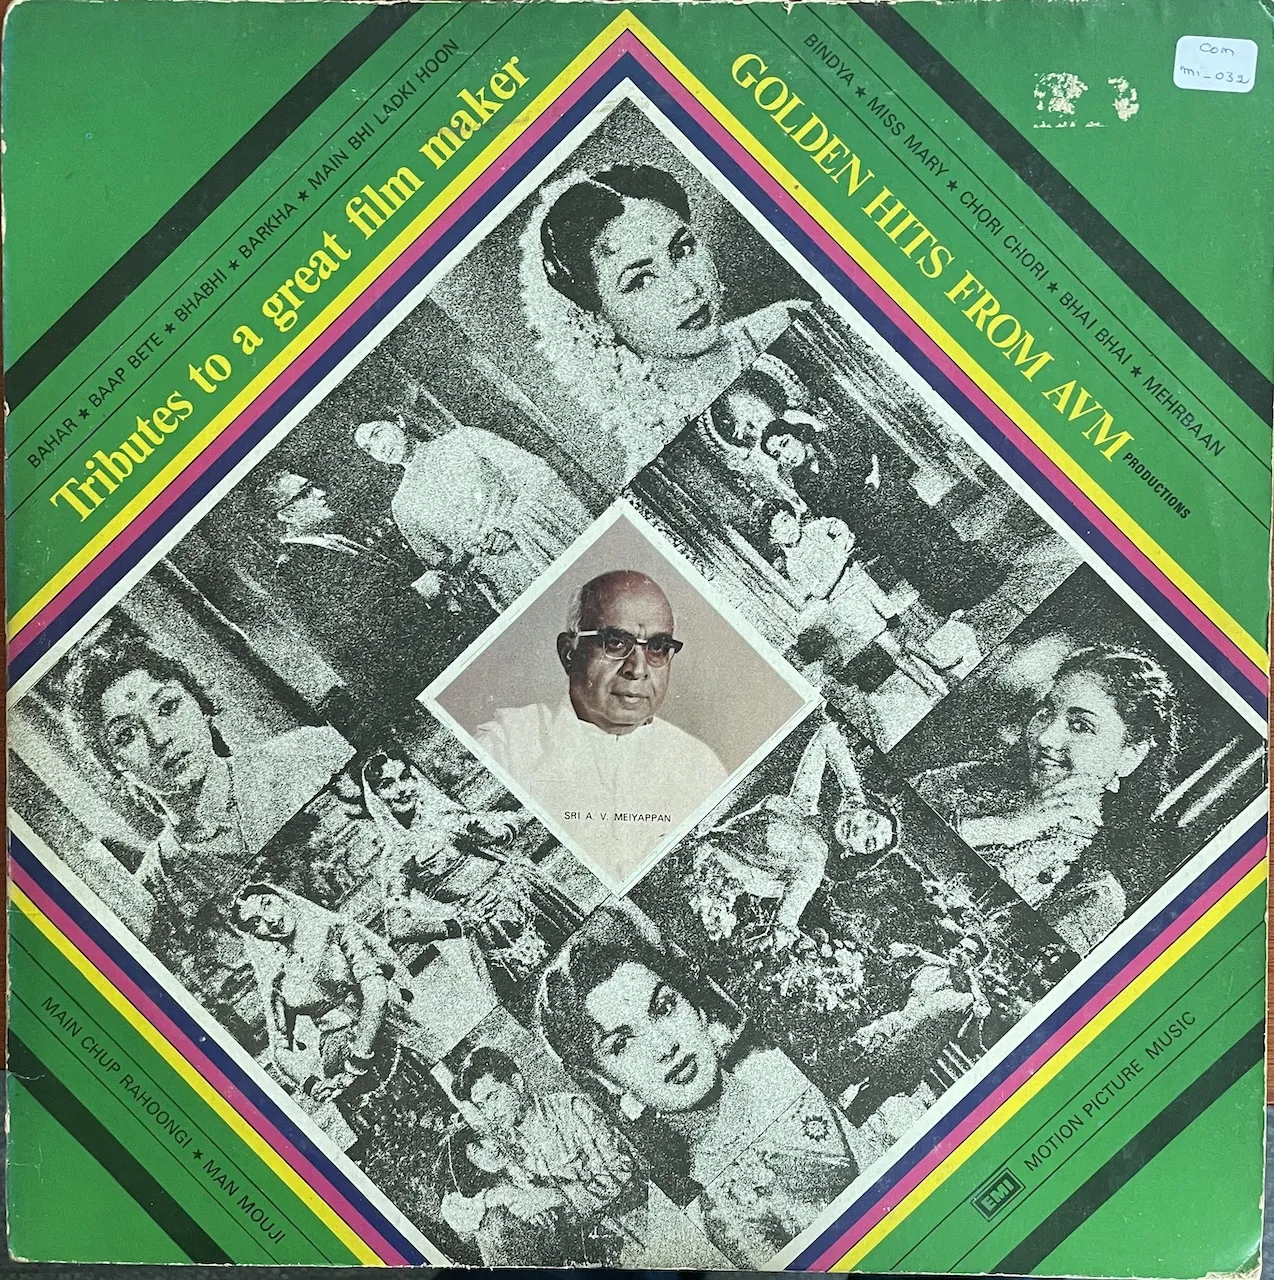 BAHAR ★ BAAP BETE ★ BHABHI ★ BARKHA ★ MAIN BHI LADKI HOON
Tributes to a great film maker
BINDYA ★ MISS MARY ★ CHORI CHORI ★ BHAI BHAI ★ MEHRBAAN
GOLDEN HITS FROM AVM PRODUCTIONS
Com
mi-032
SRI A. V. MEIYAPPAN
MAIN CHUP RAHOONGI ★ MAN MOUJI
EMI MOTION PICTURE MUSIC